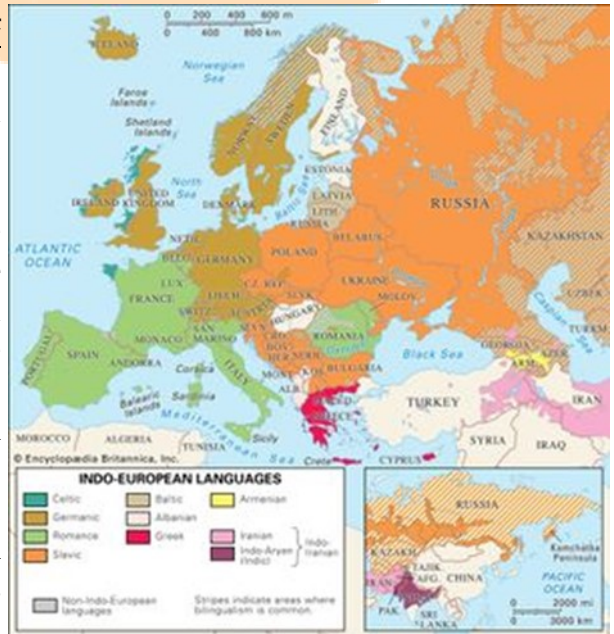 0 200 400 600 m
0 400 800 km
ICELAND
Norwegian
Sea
Faroe
Islands
Shetland
Islands
NORWAY
SWEDEN
FINLAND
ESTONIA
North
Sea
Baltic Sea
LATVIA
LITH.
RUSSIA
IRELAND
UNITED
KINGDOM
DENMARK
RUSSIA
BELARUS
ATLANTIC
OCEAN
NETH.
BELG.
GERMANY
POLAND
KAZAKHSTAN
LUX.
CZ. REP.
UKRAINE
FRANCE
LIECH.
SLVK.
MOLDV.
UZBEK.
SWITZ.
AUSTRIA
HUNGARY
Caspian Sea
TURKM.
SAN
MARINO
SLVN.
ROMANIA
MONACO
CRO.
GEORGIA
PORTUGAL
SPAIN
ANDORRA
Corsica
ITALY
BOS.
HER.
SERB.
Black Sea
ARM.
AZER.
MONT.
KOS.
BULGARIA
Sardinia
ALB.
Balearic
Islands
GREECE
TURKEY
IRAN
Mediterranean Sea
Sicily
SYRIA
IRAQ
MOROCCO
ALGERIA
TUNISIA
Crete
CYPRUS
© Encyclopædia Britannica, Inc.
INDO-EUROPEAN LANGUAGES
Celtic
Baltic
Armenian
Germanic
Albanian
Romance
Greek
Iranian
Indo-
Iranian
Slavic
Indo-Aryan
(Indic)
Non-Indo-European
languages
Stripes indicate areas where
bilingualism is common.
RUSSIA
KAZAKH.
Kamchatka
Peninsula
TAJIK.
AFG.
CHINA
IRAN
PACIFIC
OCEAN
PAK.
SRI
LANKA
0 2000 mi
0 3000 km